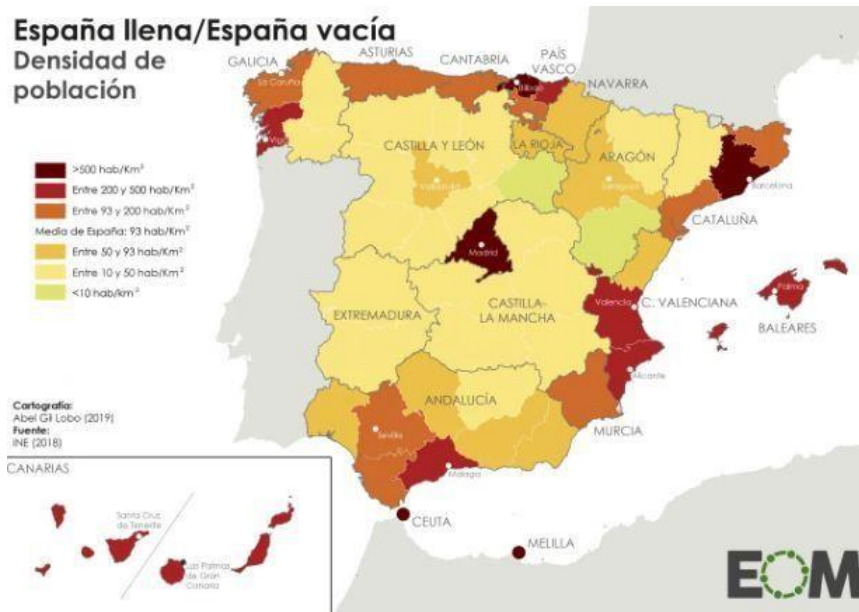 España llena/España vacía
Densidad de
población
>500 hab/Km²
Entre 200 y 500 hab/Km²
Entre 93 y 200 hab/Km²
Media de España: 93 hab/Km²
Entre 50 y 93 hab/Km²
Entre 10 y 50 hab/Km²
<10 hab/km²
GALICIA
ASTURIAS
CANTABRIA
PAÍS
VASCO
NAVARRA
La Coruña
Bilbao
Vigo
CASTILLA Y LEÓN
LA RIOJA
ARAGÓN
Valladolid
Zaragoza
Barcelona
CATALUÑA
Madrid
EXTREMADURA
CASTILLA-
LA MANCHA
Valencia
C. VALENCIANA
Palma
BALEARES
Alicante
ANDALUCÍA
MURCIA
Sevilla
Málaga
CEUTA
MELILLA
Cartografía:
Abel Gil Lobo (2019)
Fuente:
INE (2018)
CANARIAS
Santa Cruz
de Tenerife
Las Palmas
de Gran
Canaria
EOM